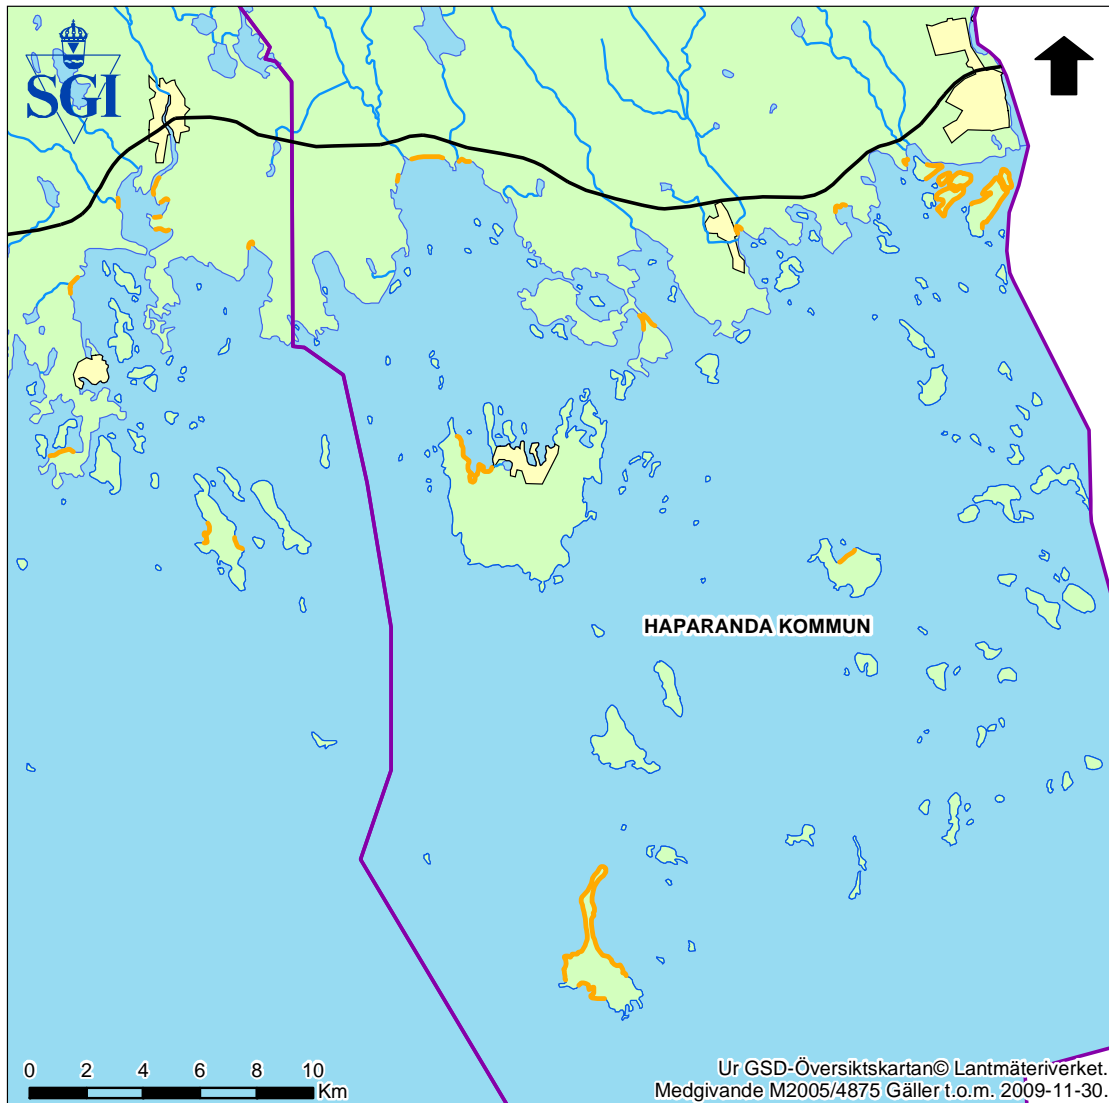 SGI
HAPARANDA KOMMUN
0 2 4 6 8 10
Km
Ur GSD-Översiktskartan© Lantmäteriverket.
Medgivande M2005/4875 Gäller t.o.m. 2009-11-30.